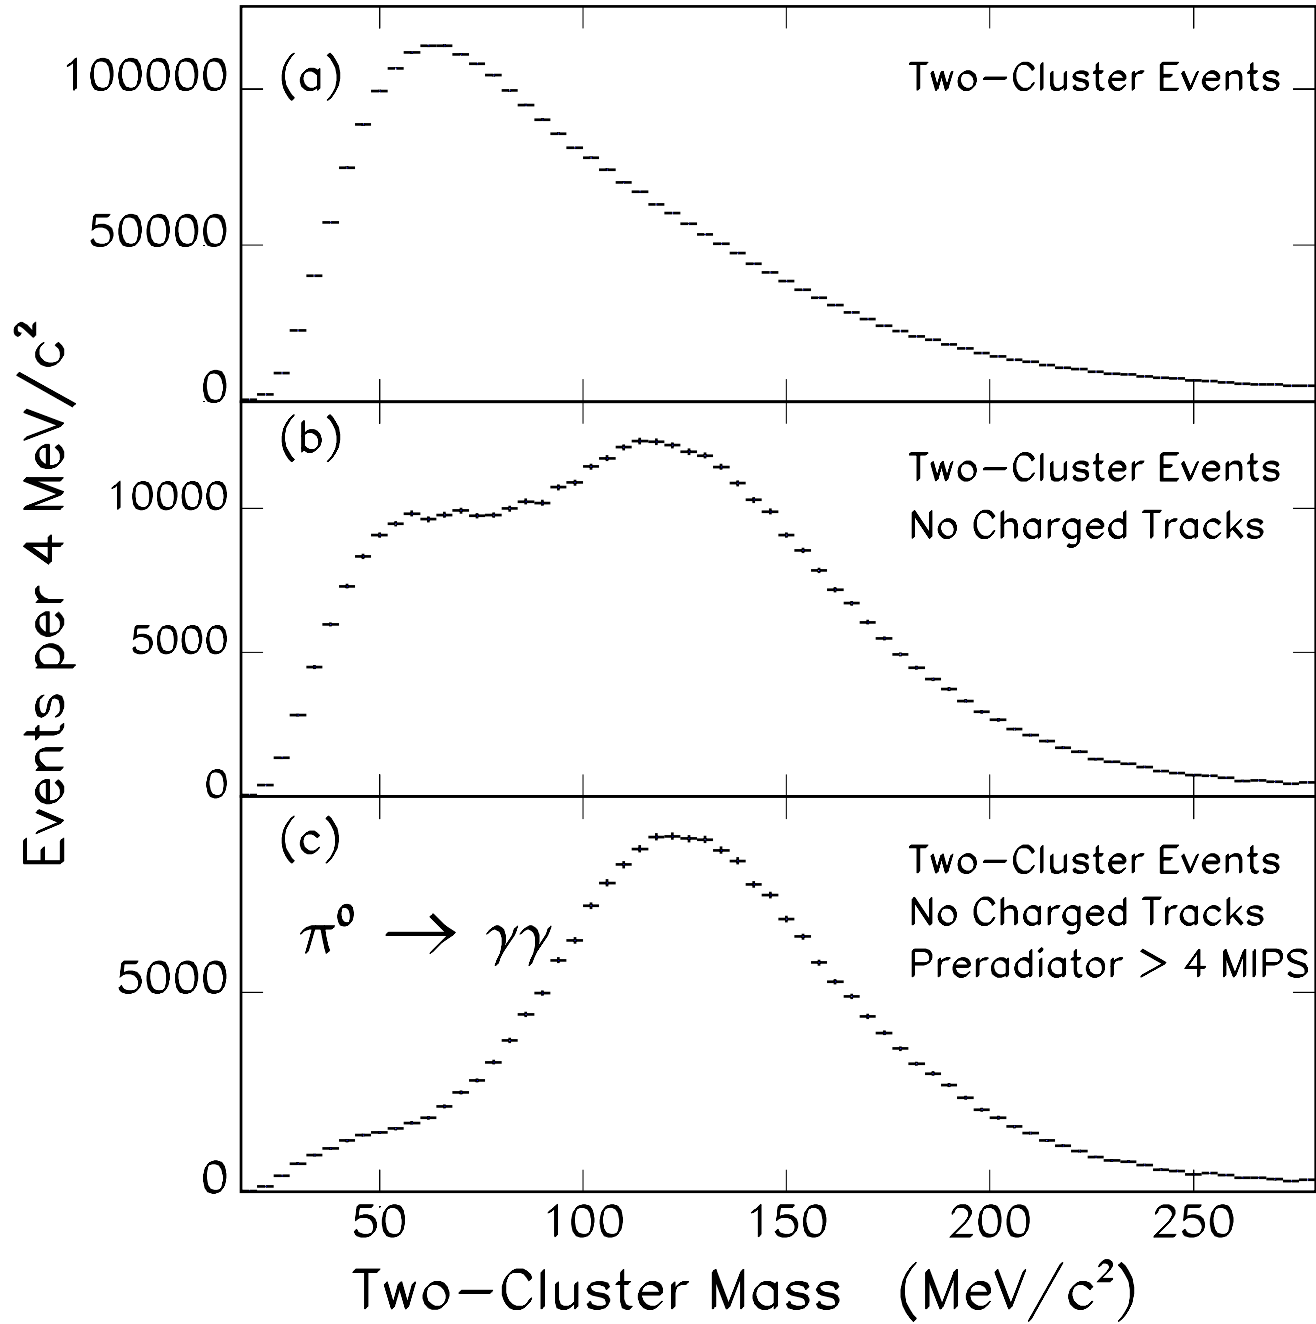 Events per 4 MeV/c²
(a)
Two-Cluster Events
100000
50000
0
(b)
Two-Cluster Events
No Charged Tracks
10000
5000
0
(c)
Two-Cluster Events
No Charged Tracks
Preradiator > 4 MIPS
π⁰ → γγ
5000
0
50 100 150 200 250
Two-Cluster Mass (MeV/c²)